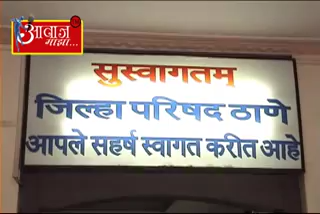 आवाज
माझा...
सुस्वागतम्
जिल्हा परिषद ठाणे
आपले सहर्ष स्वागत करीत आहे